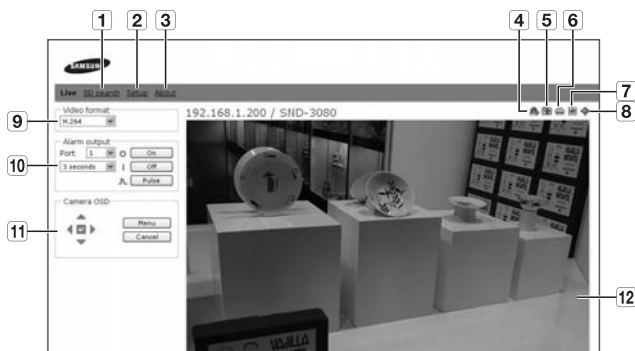 1 2 3 4 5 6 7 8
SAMSUNG
Live SD search Setup About
192.168.1.200 / SND-3080
9
Video format
H.264
Alarm output
Port 1 On
10
3 seconds Off
Pulse
Camera OSD
11
Menu
Cancel
12
VAJILLA